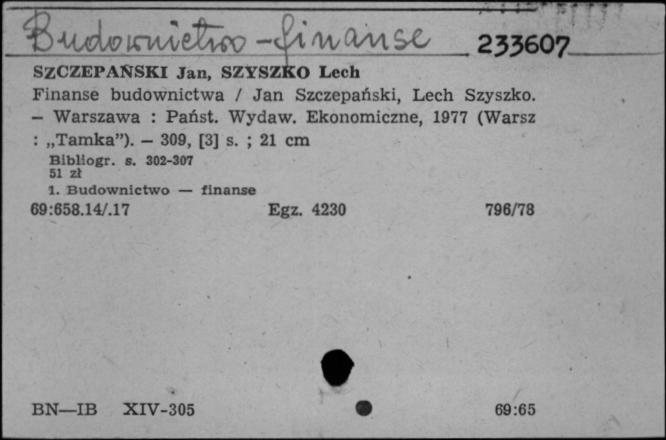 Budownictwo – finanse 233607
SZCZEPAŃSKI Jan, SZYSZKO Lech
Finanse budownictwa / Jan Szczepański, Lech Szyszko.
— Warszawa : Państ. Wydaw. Ekonomiczne, 1977 (Warsz
: „Tamka”). — 309, [3] s. ; 21 cm
Bibliogr. s. 302-307
51 zł
1. Budownictwo — finanse
69:658.14/.17 Egz. 4230 796/78
BN—IB XIV-305 69:65